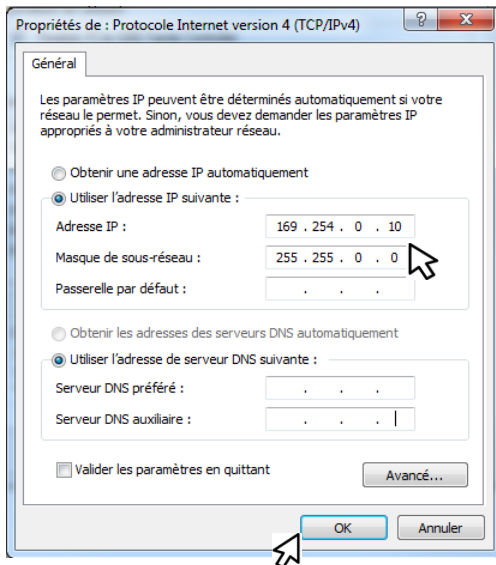 Propriétés de : Protocole Internet version 4 (TCP/IPv4)
Général
Les paramètres IP peuvent être déterminés automatiquement si votre
réseau le permet. Sinon, vous devez demander les paramètres IP
appropriés à votre administrateur réseau.
Obtenir une adresse IP automatiquement
Utiliser l'adresse IP suivante :
Adresse IP : 169 . 254 . 0 . 10
Masque de sous-réseau : 255 . 255 . 0 . 0
Passerelle par défaut : . . .
Obtenir les adresses des serveurs DNS automatiquement
Utiliser l'adresse de serveur DNS suivante :
Serveur DNS préféré : . . .
Serveur DNS auxiliaire : . . .
Valider les paramètres en quittant
Avancé...
OK Annuler